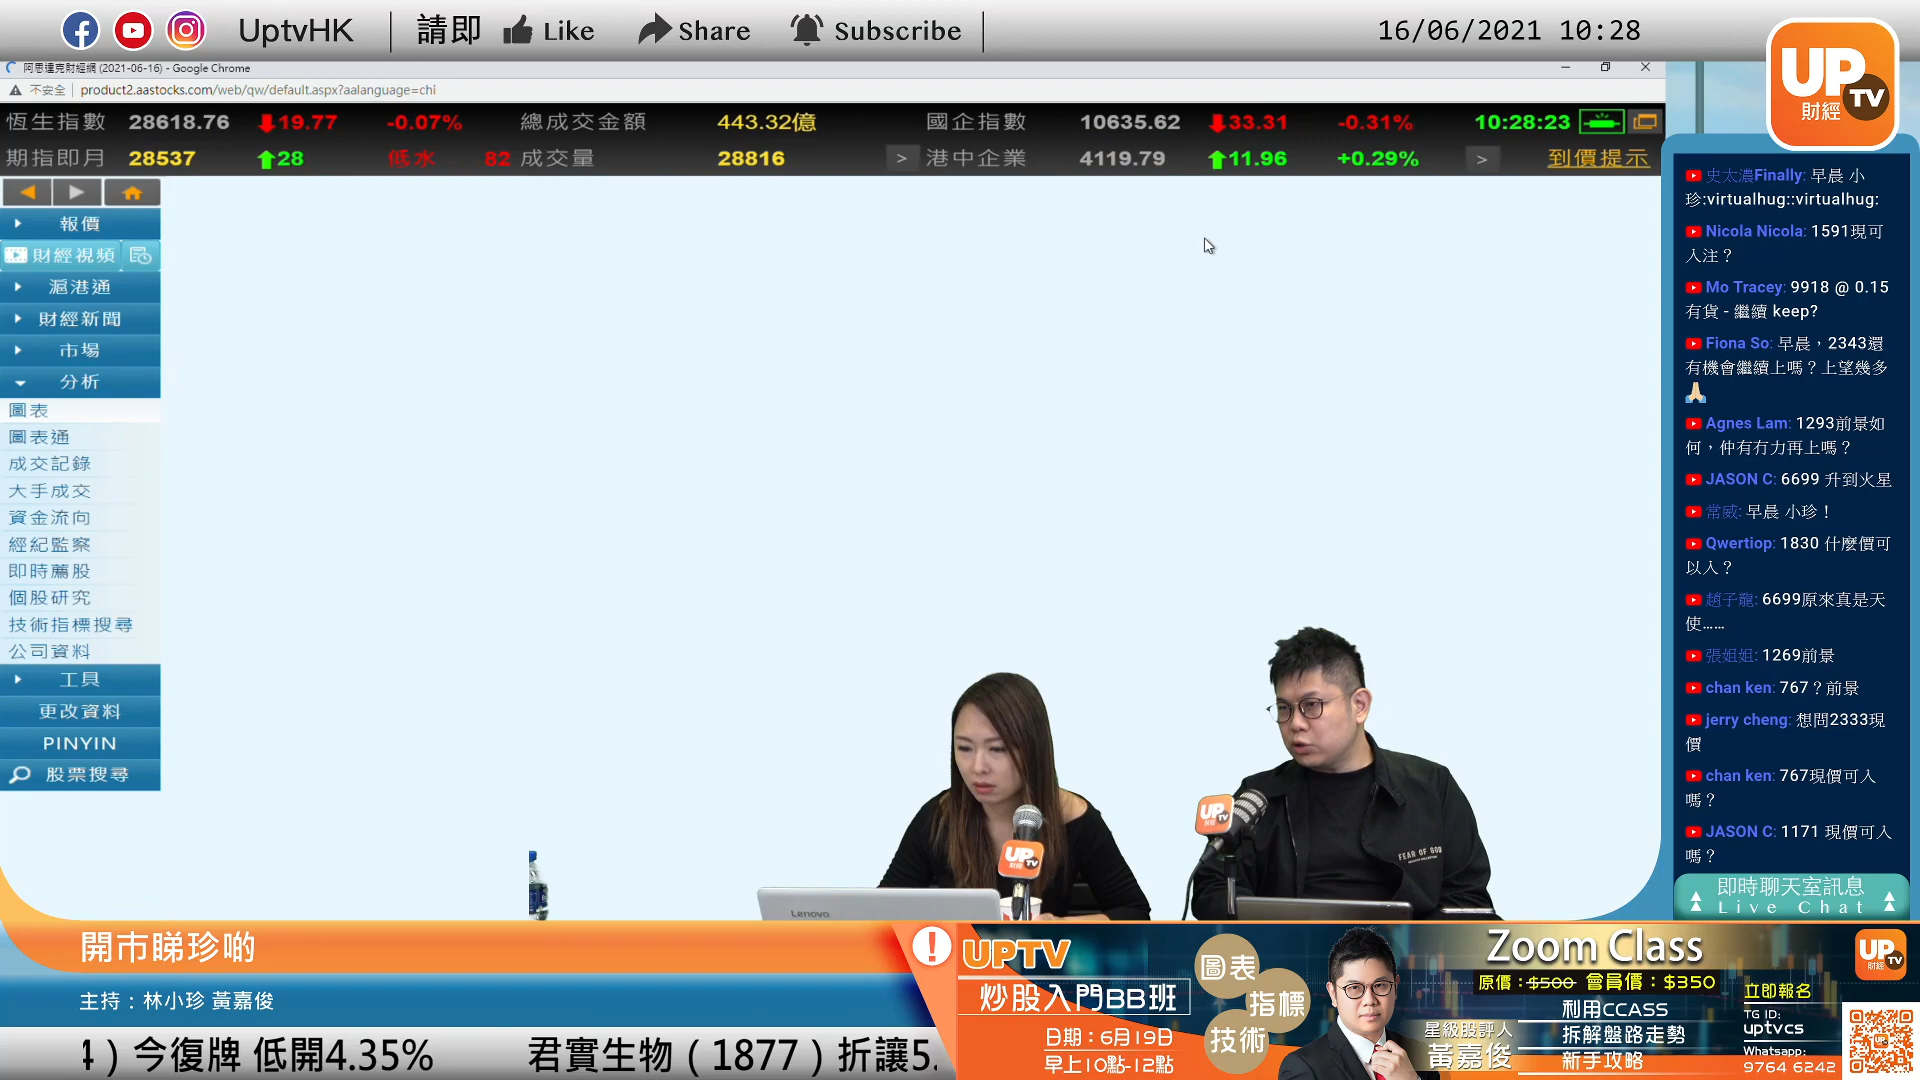 UptvHK 請即 Like Share Subscribe 16/06/2021 10:28
UP TV 財經
阿思達克財經網 (2021-06-16) - Google Chrome
不安全 product2.aastocks.com/web/qw/default.aspx?aalanguage=chi
恆生指數 28618.76 19.77 -0.07% 總成交金額 443.32億 國企指數 10635.62 33.31 -0.31% 10:28:23
期指即月 28537 28 低水 82 成交量 28816 > 港中企業 4119.79 11.96 +0.29% > 到價提示
報價
財經視頻
滬港通
財經新聞
市場
分析
圖表
圖表通
成交記錄
大手成交
資金流向
經紀監察
即時薦股
個股研究
技術指標搜尋
公司資料
工具
更改資料
PINYIN
股票搜尋
史太濃Finally: 早晨 小
珍:virtualhug::virtualhug:
Nicola Nicola: 1591現可
入注？
Mo Tracey: 9918 @ 0.15
有貨 - 繼續 keep?
Fiona So: 早晨，2343還
有機會繼續上嗎？上望幾多
Agnes Lam: 1293前景如
何，仲有冇力再上嗎？
JASON C: 6699 升到火星
常威: 早晨 小珍！
Qwertiop: 1830 什麼價可
以入？
趙子龍: 6699原來真是天
使......
張姐姐: 1269前景
chan ken: 767？前景
jerry cheng: 想問2333現
價
chan ken: 767現價可入
嗎？
JASON C: 1171 現價可入
嗎？
即時聊天室訊息
Live Chat
UP TV 財經
UP TV
FEAR OF GOD
Lenovo
開市睇珍啲
主持：林小珍 黃嘉俊
4）今復牌 低開4.35% 君實生物（1877）折讓5.
UPTV
炒股入門BB班
日期：6月19日
早上10點-12點
圖表
指標
技術
Zoom Class
原價：$500 會員價：$350
利用CCASS
拆解盤路走勢
新手攻略
星級股評人
黃嘉俊
UP TV 財經
立即報名
TG ID:
uptvcs
Whatsapp:
9764 6242